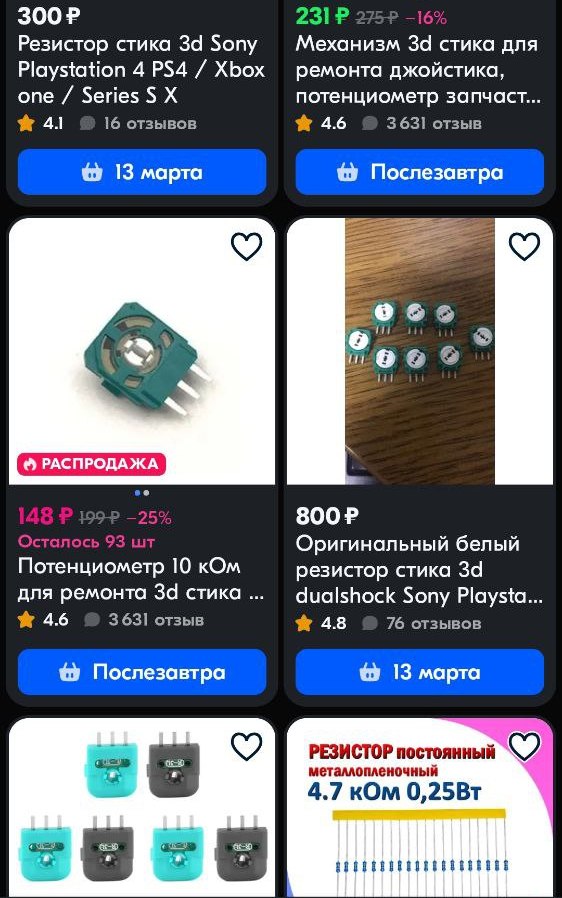 300 ₽
Резистор стика 3d Sony
Playstation 4 PS4 / Xbox
one / Series S X
4.1 16 отзывов
13 марта
231 ₽ 275 ₽ −16%
Механизм 3d стика для
ремонта джойстика,
потенциометр запчаст...
4.6 3 631 отзыв
Послезавтра
РАСПРОДАЖА
148 ₽ 199 ₽ −25%
Осталось 93 шт
Потенциометр 10 кОм
для ремонта 3d стика ...
4.6 3 631 отзыв
Послезавтра
800 ₽
Оригинальный белый
резистор стика 3d
dualshock Sony Playsta...
4.8 76 отзывов
13 марта
РЕЗИСТОР постоянный
металлопленочный
4.7 кОм 0,25Вт